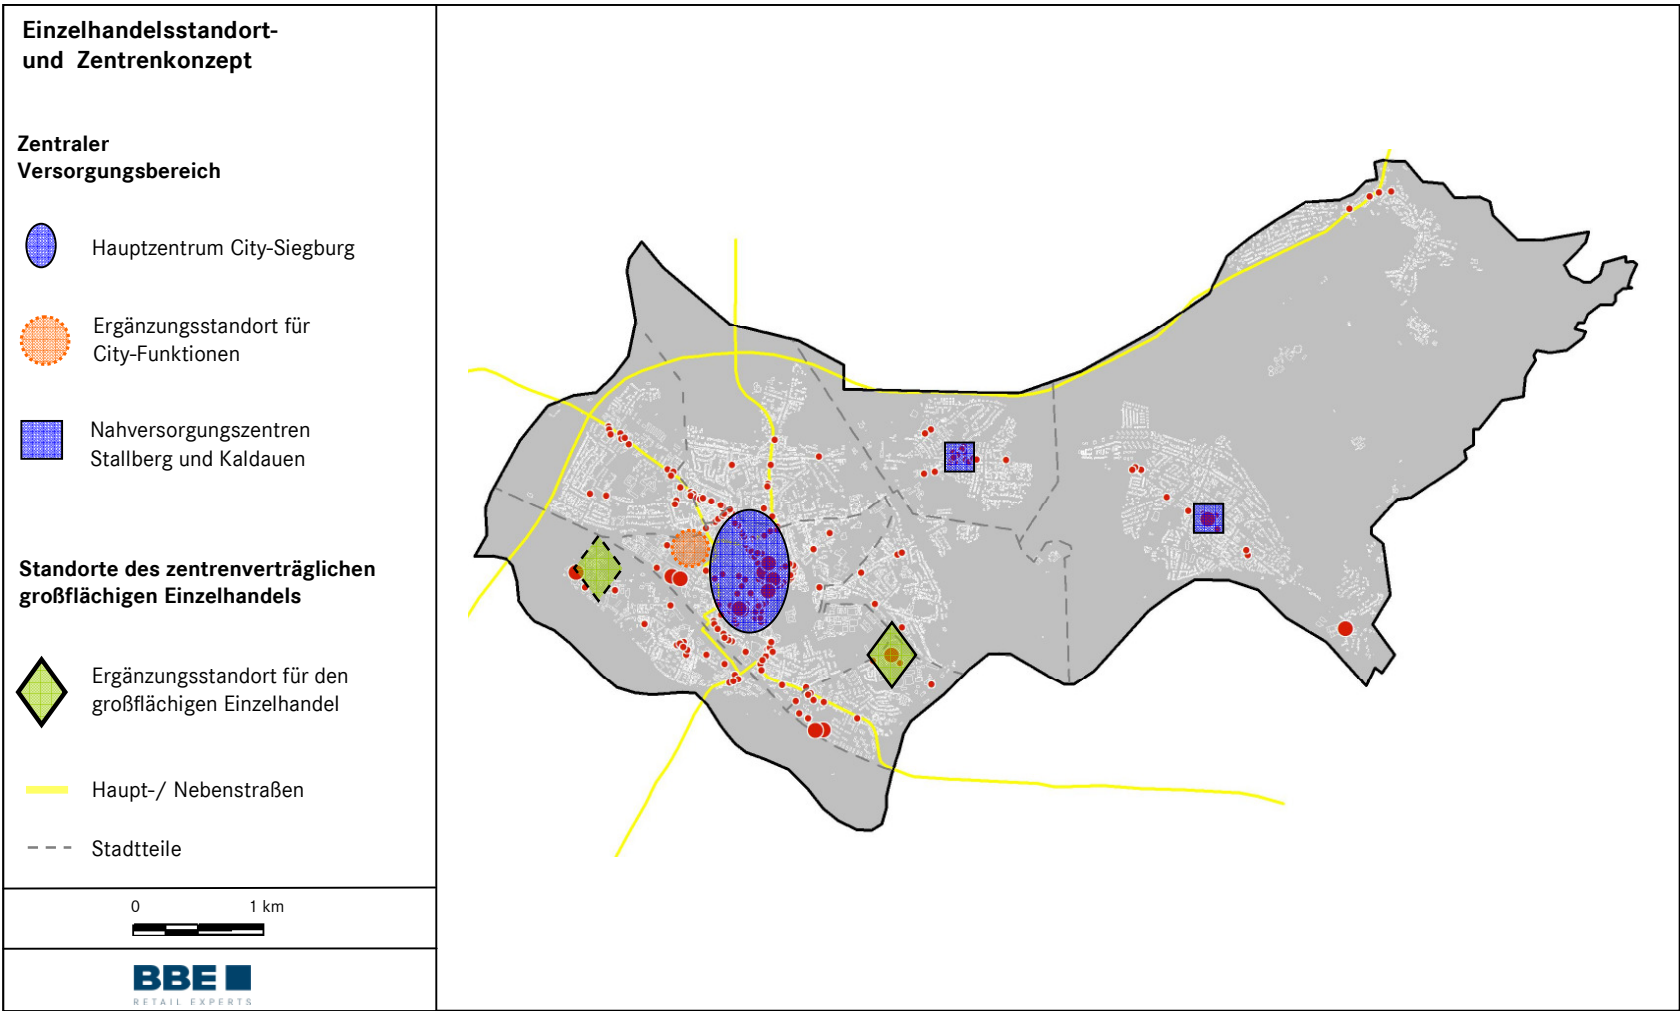 Einzelhandelsstandort-
und Zentrenkonzept
Zentraler
Versorgungsbereich
Hauptzentrum City-Siegburg
Ergänzungsstandort für
City-Funktionen
Nahversorgungszentren
Stallberg und Kaldauen
Standorte des zentrenverträglichen
großflächigen Einzelhandels
Ergänzungsstandort für den
großflächigen Einzelhandel
Haupt-/ Nebenstraßen
Stadtteile
0 1 km
BBE
RETAIL EXPERTS